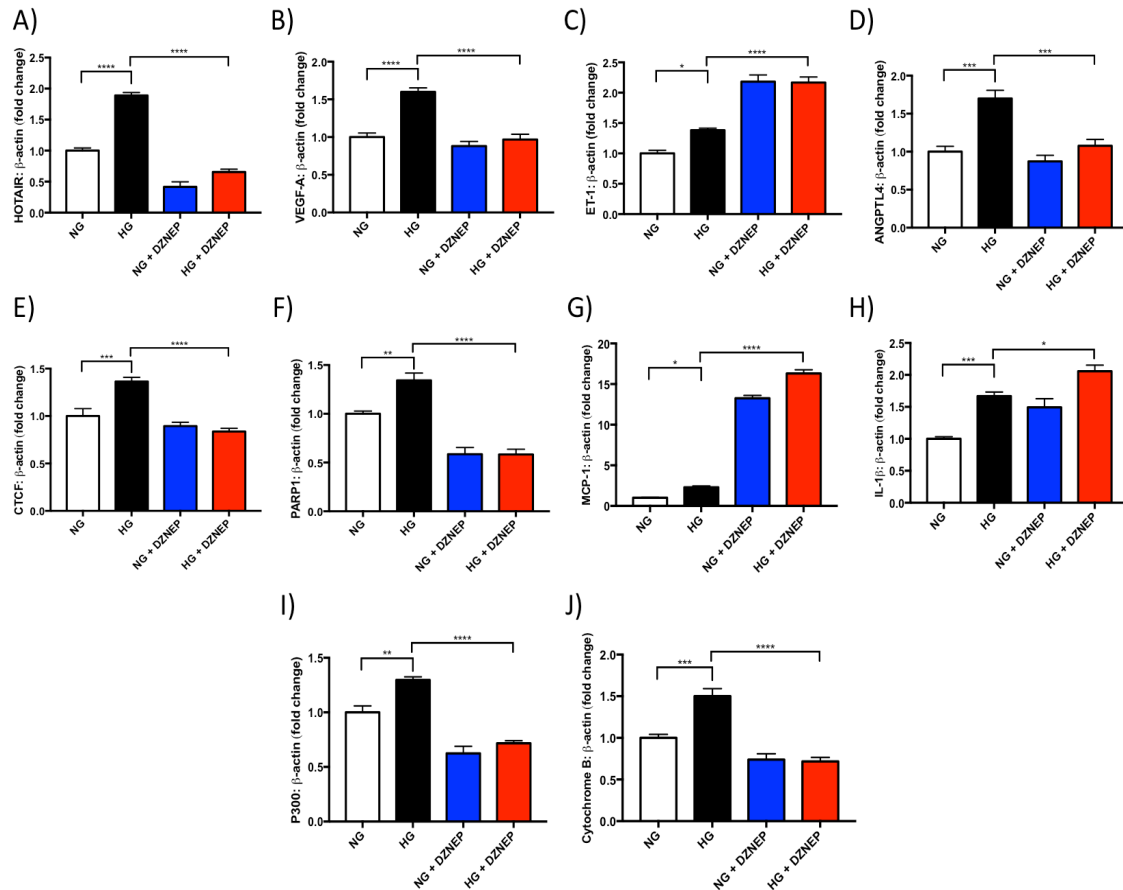 A)
HOTAIR: β-actin (fold change)
2.5
2.0
1.5
1.0
0.5
0.0
****
****
NG
HG
NG + DZNEP
HG + DZNEP
B)
VEGF-A: β-actin (fold change)
2.0
1.5
1.0
0.5
0.0
****
****
NG
HG
NG + DZNEP
HG + DZNEP
C)
ET-1: β-actin (fold change)
2.5
2.0
1.5
1.0
0.5
0.0
*
****
NG
HG
NG + DZNEP
HG + DZNEP
D)
ANGPTL4: β-actin (fold change)
2.0
1.5
1.0
0.5
0.0
***
***
NG
HG
NG + DZNEP
HG + DZNEP
E)
CTCF: β-actin (fold change)
1.5
1.0
0.5
0.0
***
****
NG
HG
NG + DZNEP
HG + DZNEP
F)
PARP1: β-actin (fold change)
1.5
1.0
0.5
0.0
**
****
NG
HG
NG + DZNEP
HG + DZNEP
G)
MCP-1: β-actin (fold change)
20
15
10
5
0
*
****
NG
HG
NG + DZNEP
HG + DZNEP
H)
IL-1β: β-actin (fold change)
2.5
2.0
1.5
1.0
0.5
0.0
***
*
NG
HG
NG + DZNEP
HG + DZNEP
I)
P300: β-actin (fold change)
1.5
1.0
0.5
0.0
**
****
NG
HG
NG + DZNEP
HG + DZNEP
J)
Cytochrome B: β-actin (fold change)
2.0
1.5
1.0
0.5
0.0
***
****
NG
HG
NG + DZNEP
HG + DZNEP